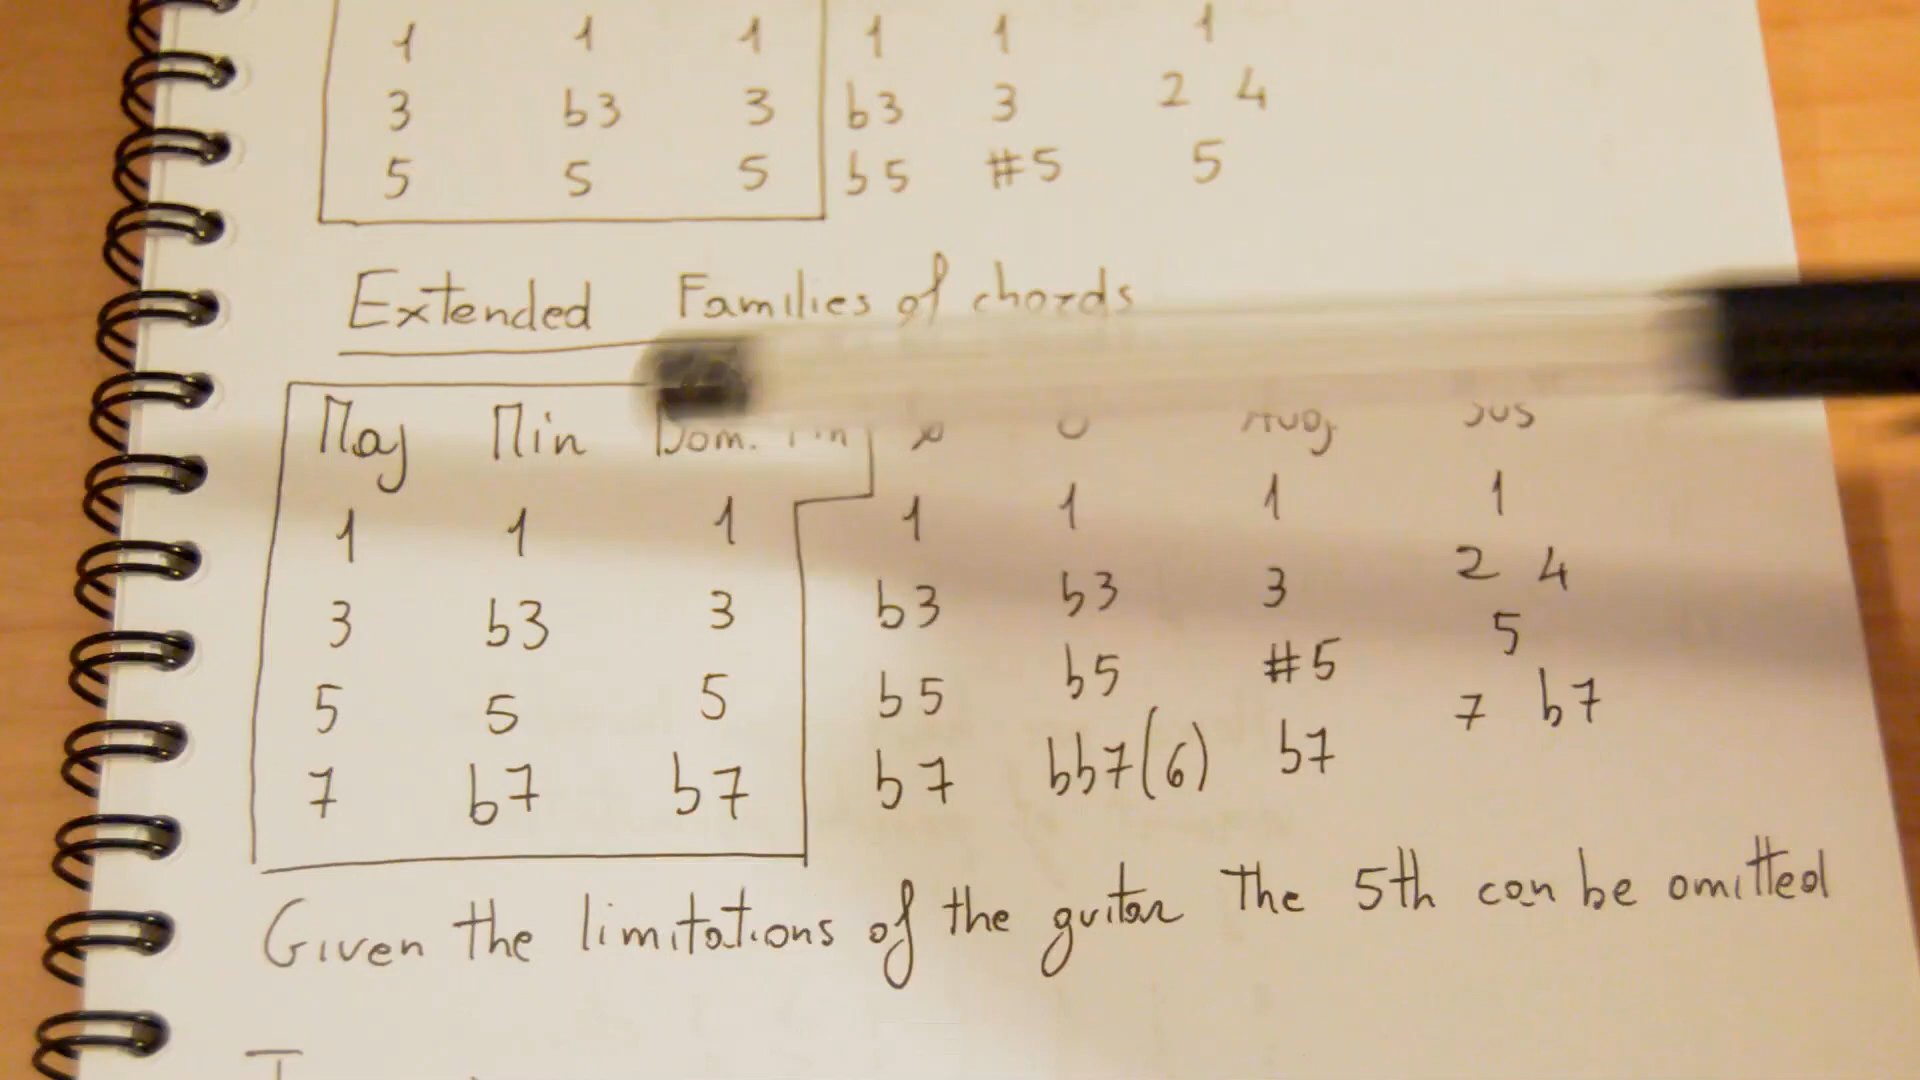 1 1 1 1 1 1
3 b3 3 b3 3 2 4
5 5 5 b5 #5 5
Extended Families of chords
Maj Min Dom. Aug sus
1 1 1 1 1 1 1
3 b3 3 b3 b3 3 2 4
5 5 5 b5 b5 #5 5
7 b7 b7 b7 bb7(6) b7 7 b7
Given the limitations of the guitar the 5th can be omitted